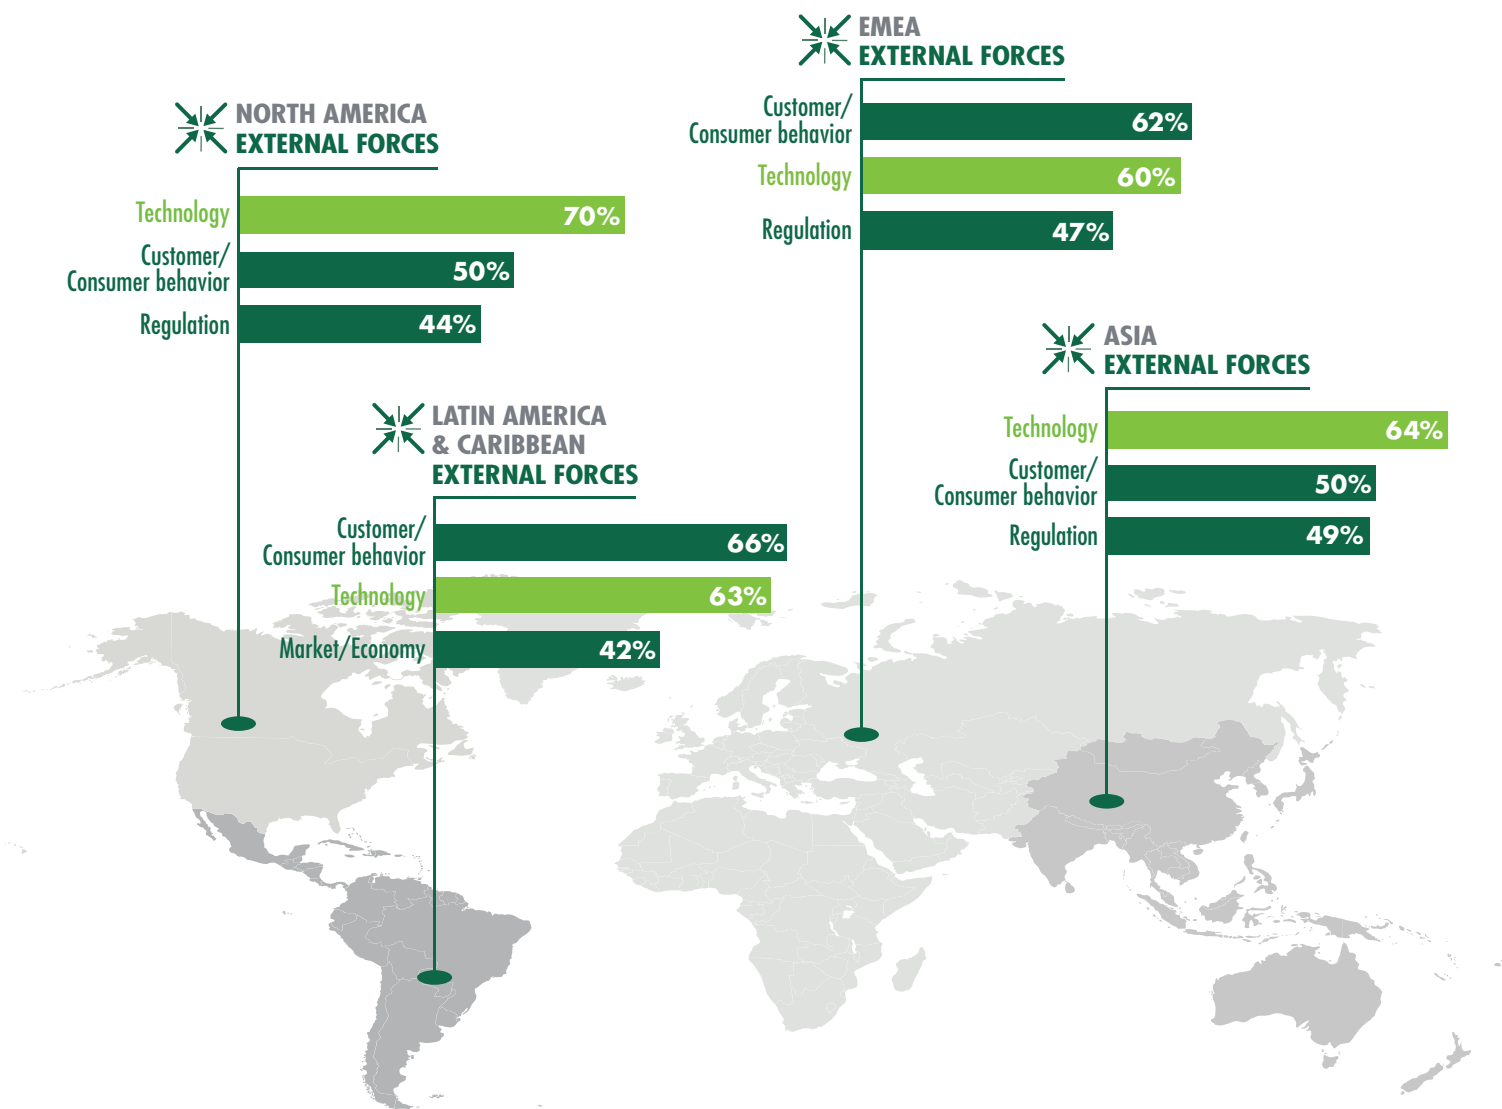 NORTH AMERICA
EXTERNAL FORCES
Technology
70%
Customer/
Consumer behavior
50%
Regulation
44%
EMEA
EXTERNAL FORCES
Customer/
Consumer behavior
62%
Technology
60%
Regulation
47%
LATIN AMERICA
& CARIBBEAN
EXTERNAL FORCES
Customer/
Consumer behavior
66%
Technology
63%
Market/Economy
42%
ASIA
EXTERNAL FORCES
Technology
64%
Customer/
Consumer behavior
50%
Regulation
49%